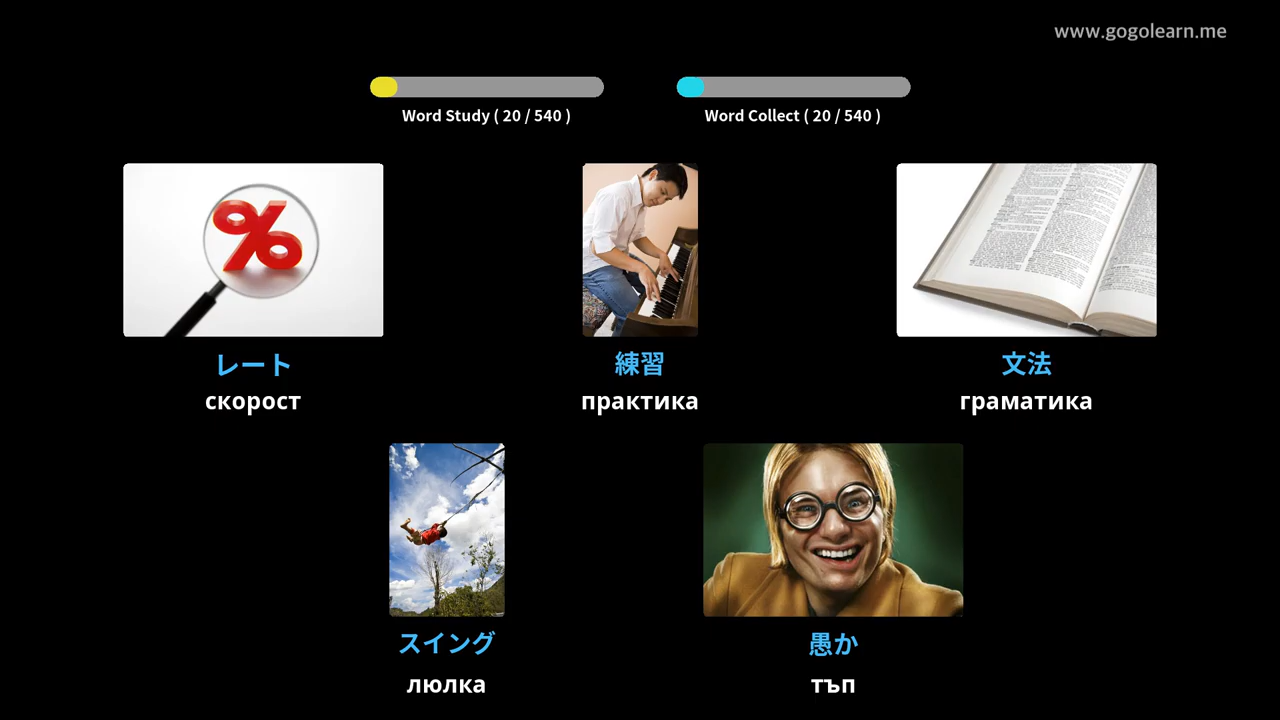 www.gogolearn.me
Word Study ( 20 / 540 )
Word Collect ( 20 / 540 )
レート
скорост
練習
практика
文法
граматика
スイング
люлка
愚か
тъп